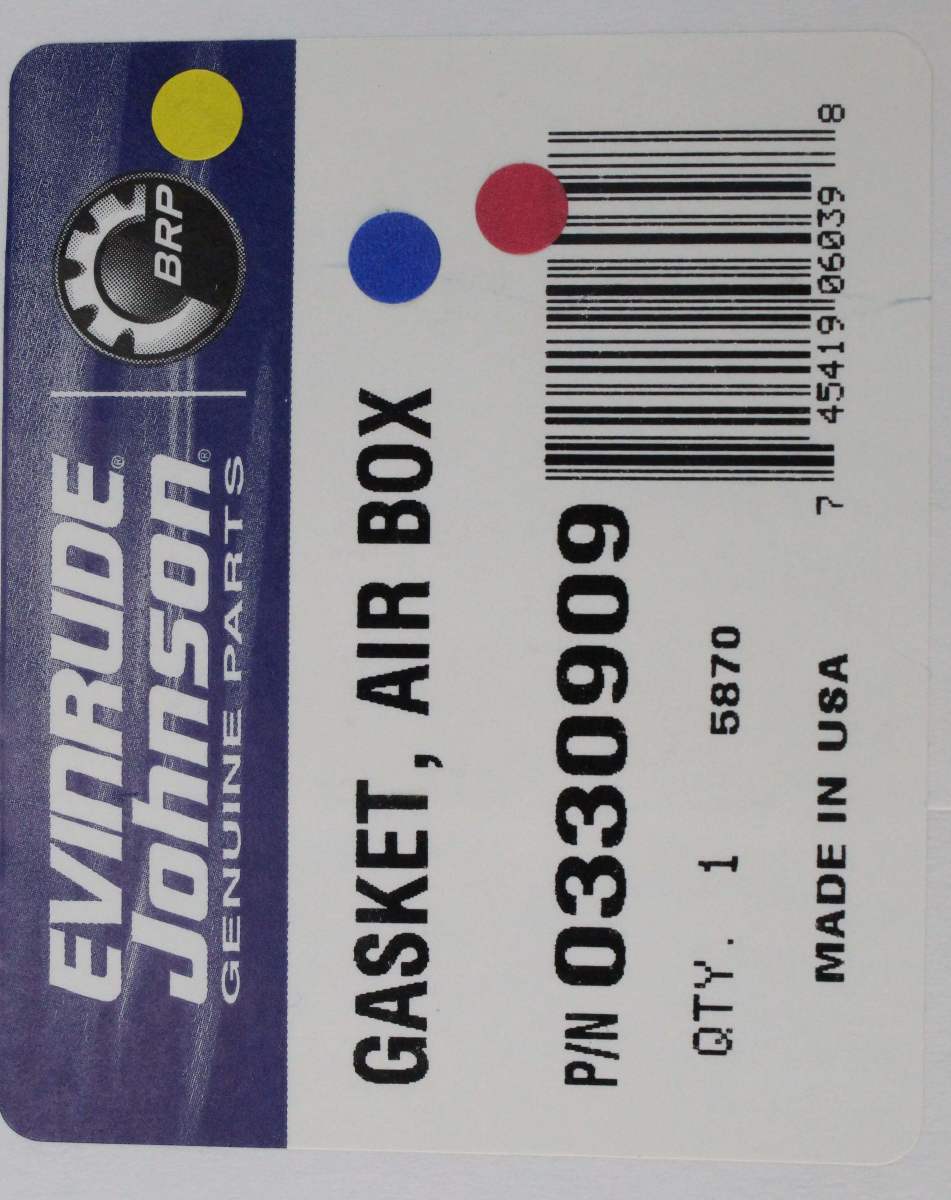 EVINRUDE®
Johnson®
GENUINE PARTS
BRP
GASKET, AIR BOX
P/N 0330909
QTY. 1 5870
MADE IN USA
7 45419 06039 8